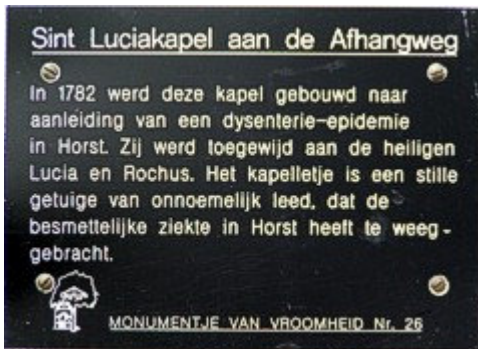 Sint Luciakapel aan de Afhangweg
In 1782 werd deze kapel gebouwd naar
aanleiding van een dysenterie-epidemie
in Horst. Zij werd toegewijd aan de heiligen
Lucia en Rochus. Het kapelletje is een stille
getuige van onnoemelijk leed, dat de
besmettelijke ziekte in Horst heeft te weeg-
gebracht.
MONUMENTJE VAN VROOMHEID Nr. 26